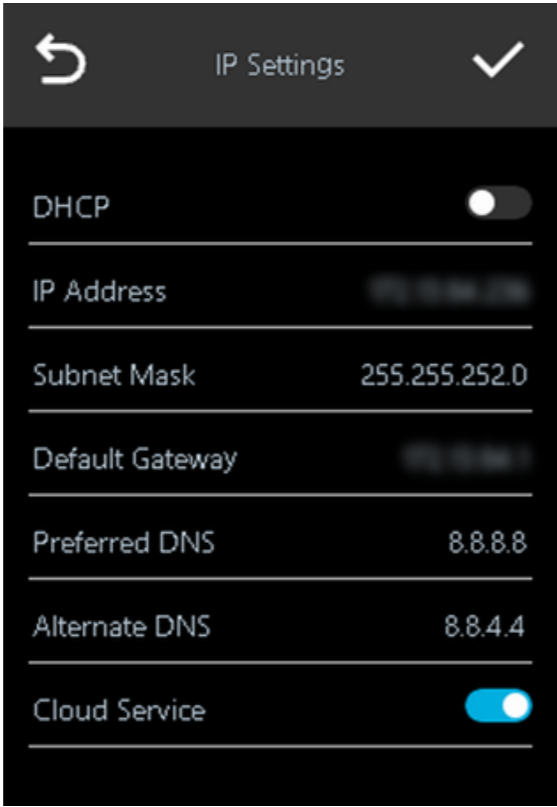 IP Settings
DHCP
IP Address
Subnet Mask 255.255.252.0
Default Gateway
Preferred DNS 8.8.8.8
Alternate DNS 8.8.4.4
Cloud Service